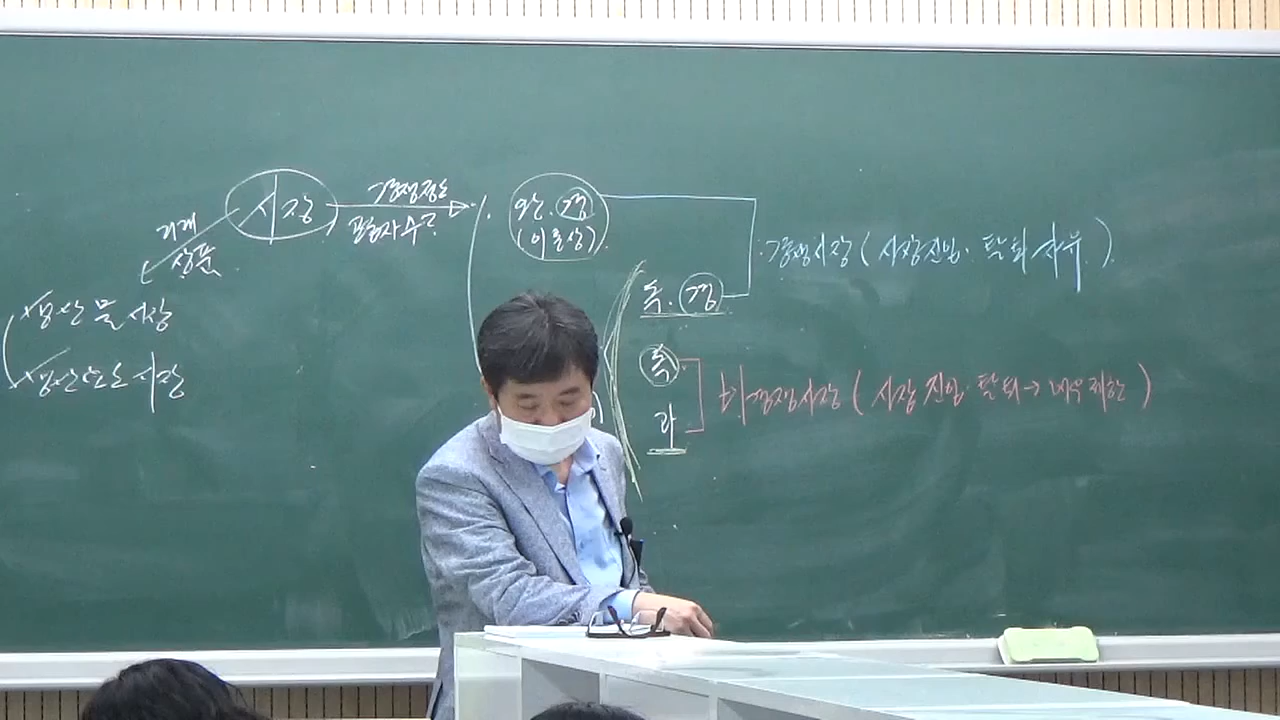 시장
거래
상품
생산물 시장
생산요소 시장
경쟁정도
공급자 수
완.경
(이론상)
독.경
독
과
경쟁시장 (시장진입.탈퇴 자유)
비경쟁시장 (시장진입.탈퇴→매우 제한)